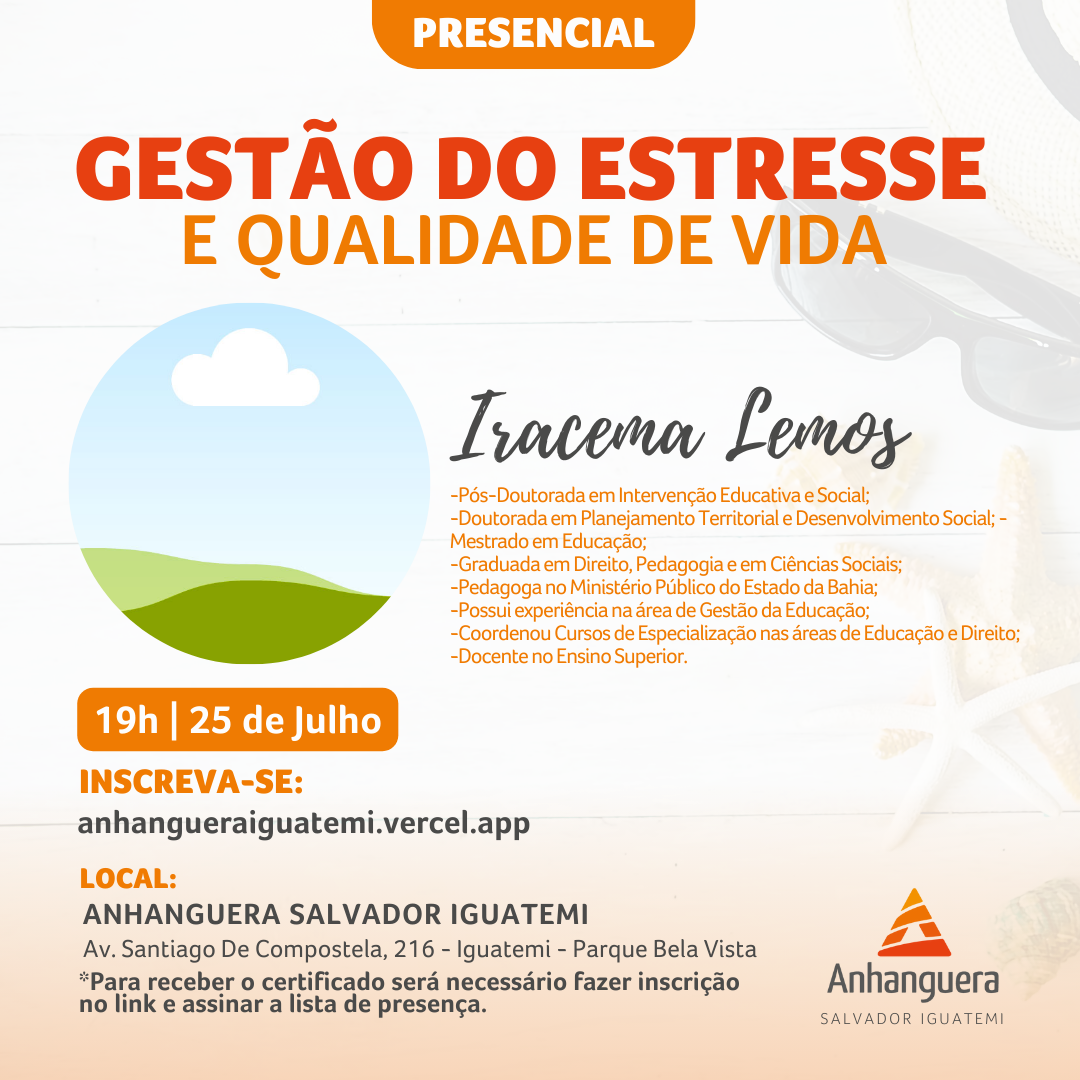 PRESENCIAL
GESTÃO DO ESTRESSE
E QUALIDADE DE VIDA
Iracema Lemos
-Pós-Doutorada em Intervenção Educativa e Social;
-Doutorada em Planejamento Territorial e Desenvolvimento Social; -
Mestrado em Educação;
-Graduada em Direito, Pedagogia e em Ciências Sociais;
-Pedagoga no Ministério Público do Estado da Bahia;
-Possui experiência na área de Gestão da Educação;
-Coordenou Cursos de Especialização nas áreas de Educação e Direito;
-Docente no Ensino Superior.
19h | 25 de Julho
INSCREVA-SE:
anhangueraiguatemi.vercel.app
LOCAL:
ANHANGUERA SALVADOR IGUATEMI
Av. Santiago De Compostela, 216 - Iguatemi - Parque Bela Vista
*Para receber o certificado será necessário fazer inscrição
no link e assinar a lista de presença.
Anhanguera
SALVADOR IGUATEMI